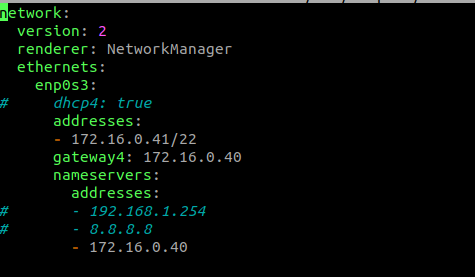 network:
  version: 2
  renderer: NetworkManager
  ethernets:
    enp0s3:
#     dhcp4: true
      addresses:
      - 172.16.0.41/22
      gateway4: 172.16.0.40
      nameservers:
        addresses:
#       - 192.168.1.254
#       - 8.8.8.8
        - 172.16.0.40